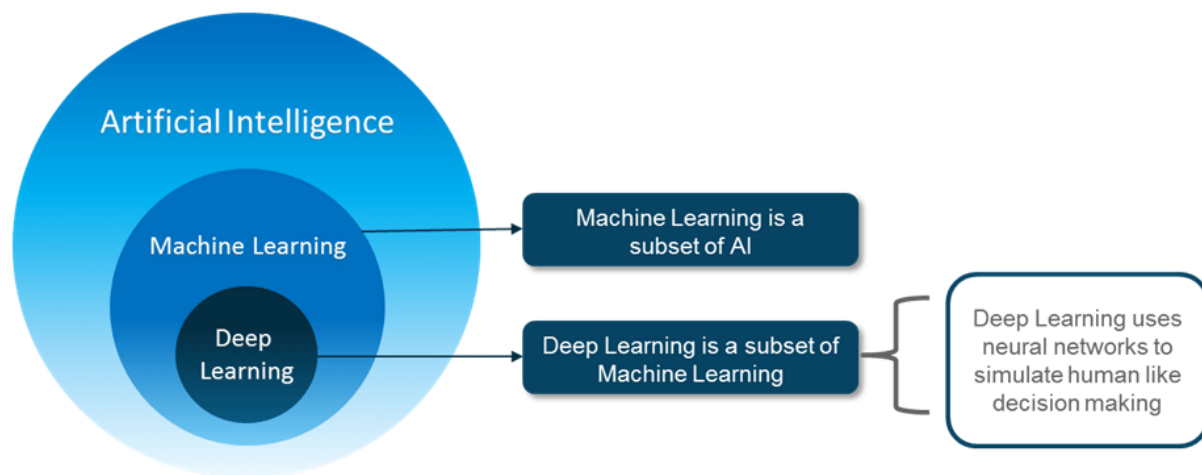 Artificial Intelligence
Machine Learning
Deep
Learning
Machine Learning is a
subset of AI
Deep Learning is a subset of
Machine Learning
Deep Learning uses
neural networks to
simulate human like
decision making